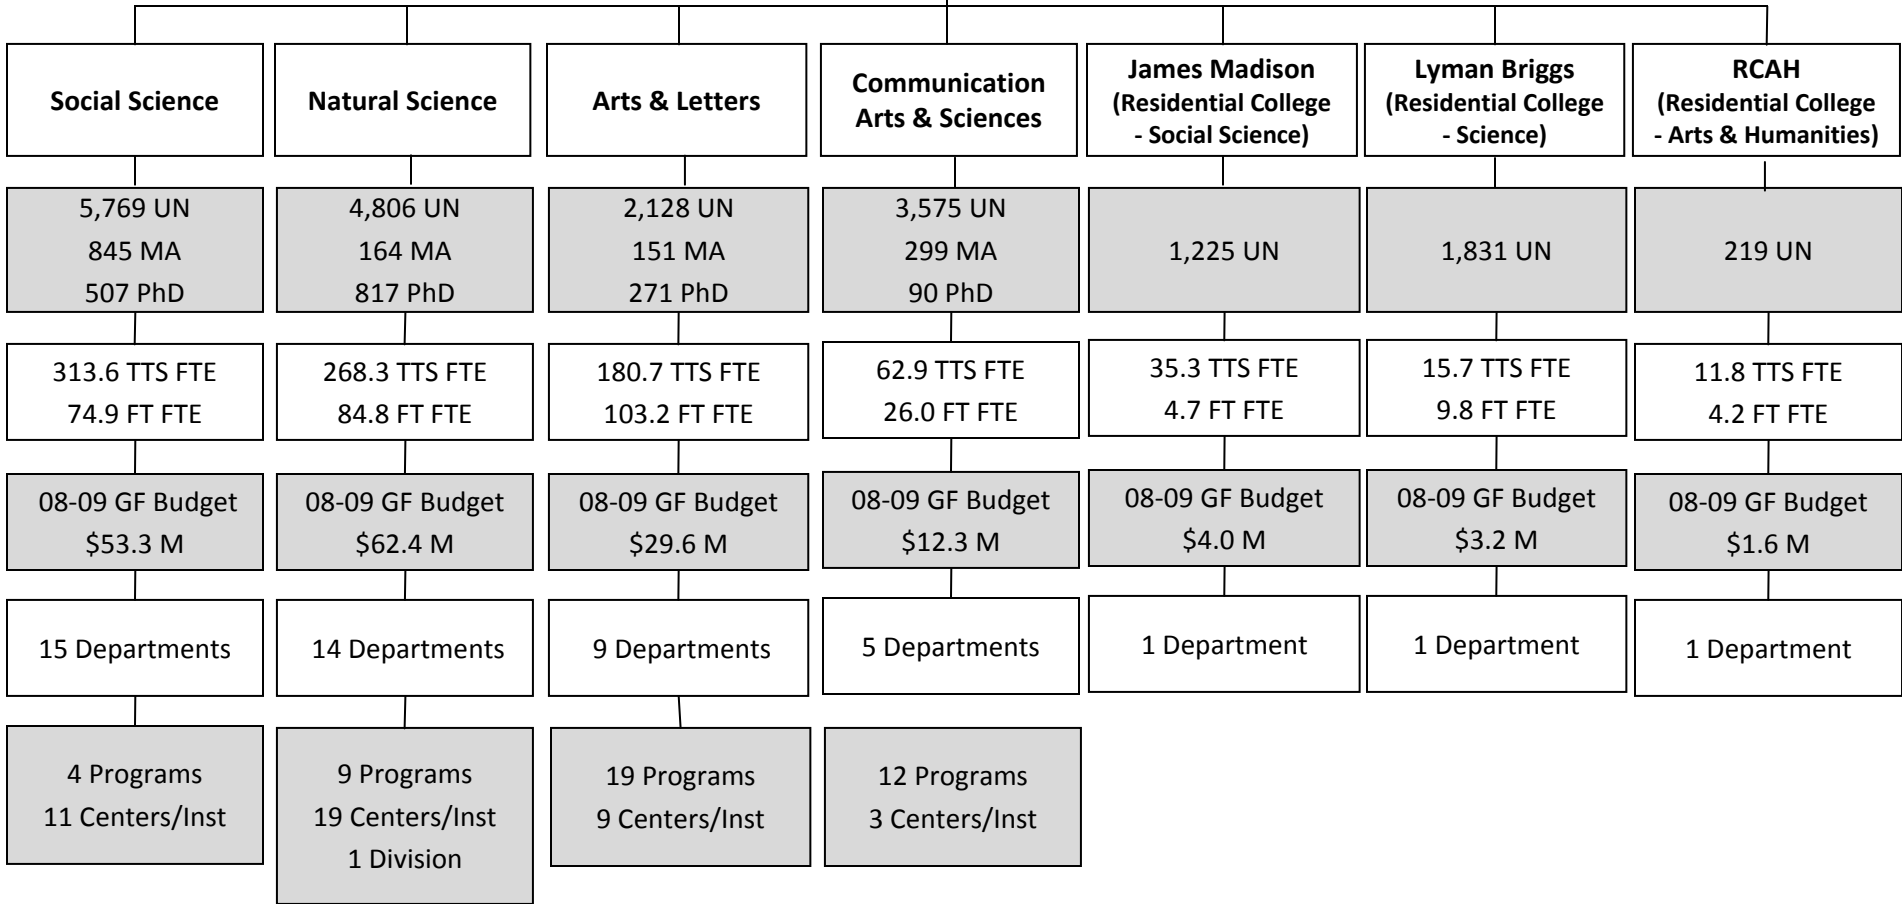 Social Science
Natural Science
Arts & Letters
Communication
Arts & Sciences
James Madison
(Residential College
- Social Science)
Lyman Briggs
(Residential College
- Science)
RCAH
(Residential College
- Arts & Humanities)
5,769 UN
845 MA
507 PhD
4,806 UN
164 MA
817 PhD
2,128 UN
151 MA
271 PhD
3,575 UN
299 MA
90 PhD
1,225 UN
1,831 UN
219 UN
313.6 TTS FTE
74.9 FT FTE
268.3 TTS FTE
84.8 FT FTE
180.7 TTS FTE
103.2 FT FTE
62.9 TTS FTE
26.0 FT FTE
35.3 TTS FTE
4.7 FT FTE
15.7 TTS FTE
9.8 FT FTE
11.8 TTS FTE
4.2 FT FTE
08-09 GF Budget
$53.3 M
08-09 GF Budget
$62.4 M
08-09 GF Budget
$29.6 M
08-09 GF Budget
$12.3 M
08-09 GF Budget
$4.0 M
08-09 GF Budget
$3.2 M
08-09 GF Budget
$1.6 M
15 Departments
14 Departments
9 Departments
5 Departments
1 Department
1 Department
1 Department
4 Programs
11 Centers/Inst
9 Programs
19 Centers/Inst
1 Division
19 Programs
9 Centers/Inst
12 Programs
3 Centers/Inst